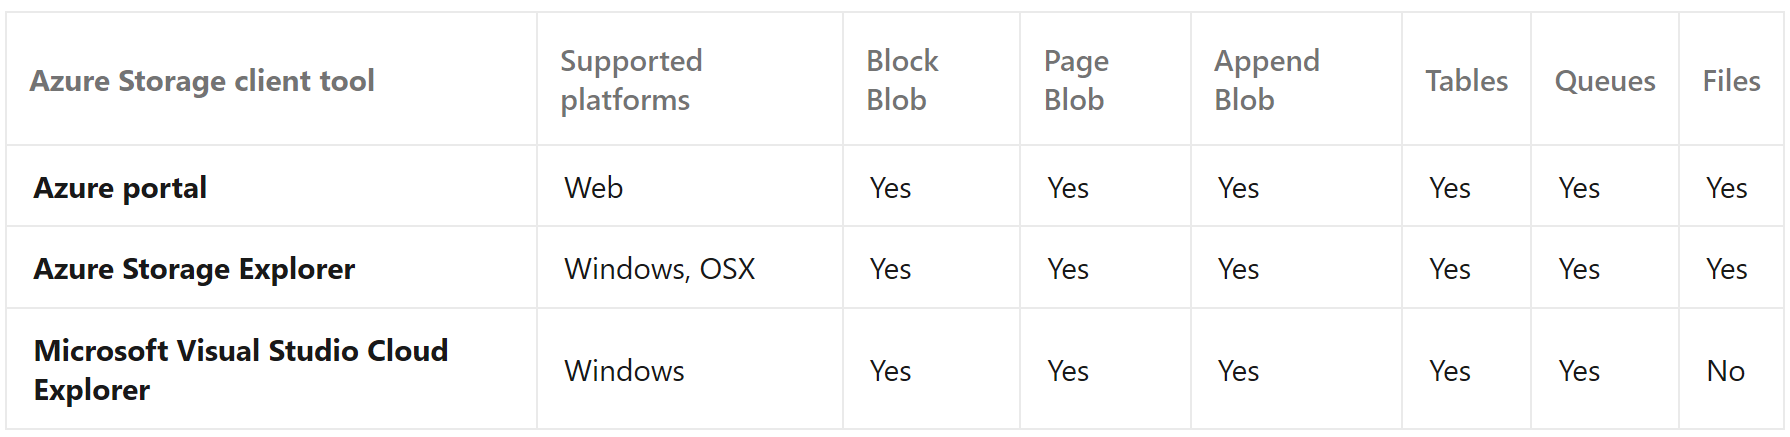 Azure Storage client tool Supported platforms Block Blob Page Blob Append Blob Tables Queues Files
Azure portal Web Yes Yes Yes Yes Yes Yes
Azure Storage Explorer Windows, OSX Yes Yes Yes Yes Yes Yes
Microsoft Visual Studio Cloud Explorer Windows Yes Yes Yes Yes Yes No